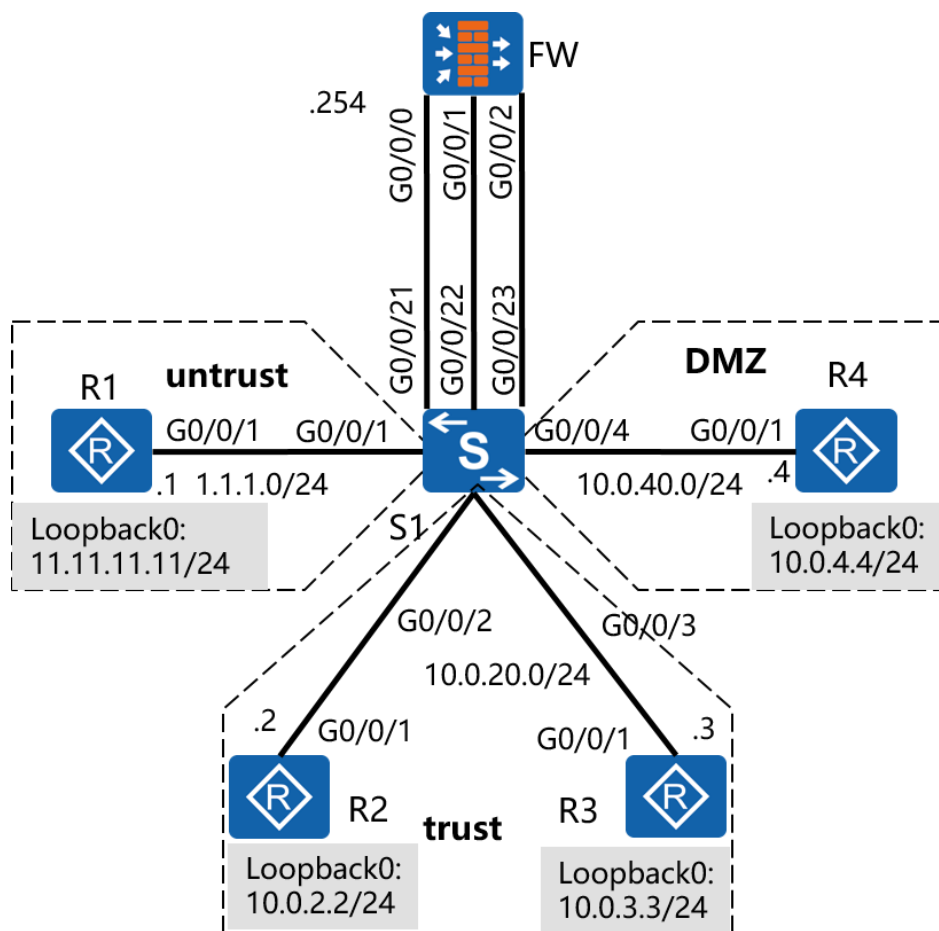 FW
.254
G0/0/0
G0/0/1
G0/0/2
G0/0/21
G0/0/22
G0/0/23
untrust
DMZ
R1
R4
G0/0/1
G0/0/1
S
G0/0/4
G0/0/1
R
R
.1
1.1.1.0/24
10.0.40.0/24
.4
S1
Loopback0:
11.11.11.11/24
Loopback0:
10.0.4.4/24
G0/0/2
G0/0/3
10.0.20.0/24
.2
G0/0/1
G0/0/1
.3
R
R2
trust
R3
R
Loopback0:
10.0.2.2/24
Loopback0:
10.0.3.3/24